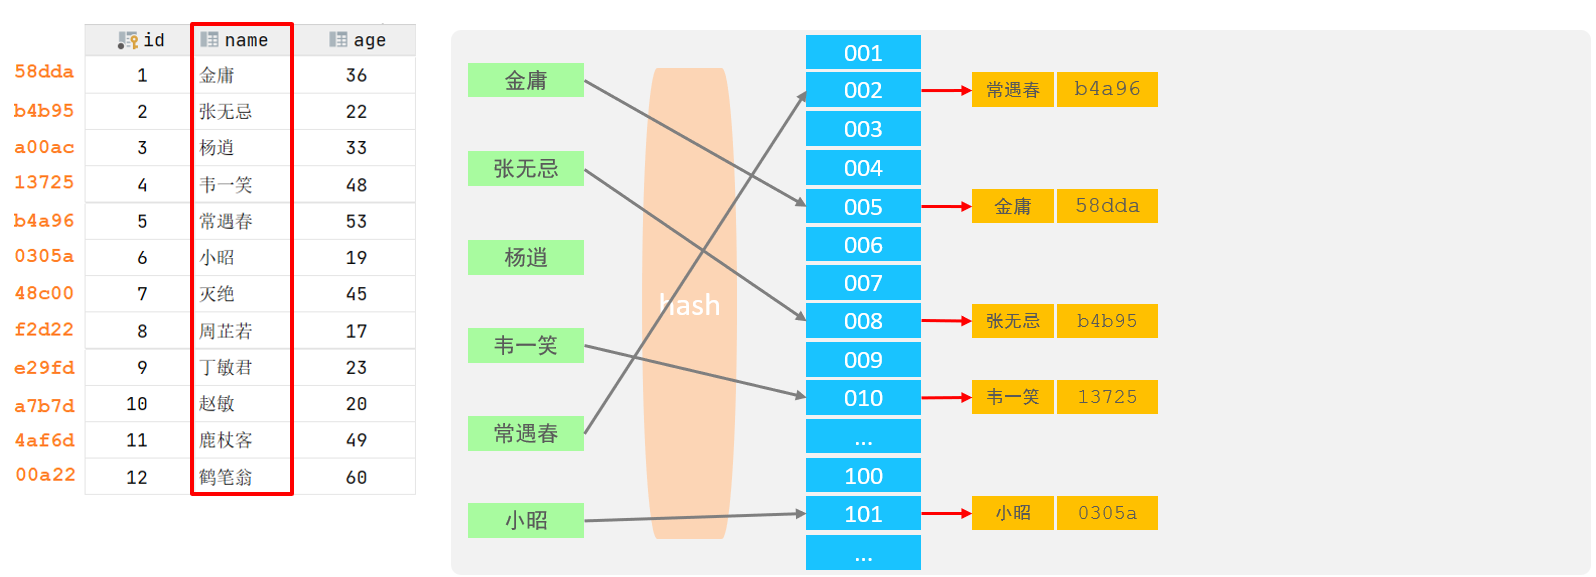 id name age
58dda 1 金庸 36
b4b95 2 张无忌 22
a00ac 3 杨逍 33
13725 4 韦一笑 48
b4a96 5 常遇春 53
0305a 6 小昭 19
48c00 7 灭绝 45
f2d22 8 周芷若 17
e29fd 9 丁敏君 23
a7b7d 10 赵敏 20
4af6d 11 鹿杖客 49
00a22 12 鹤笔翁 60
金庸
张无忌
杨逍
韦一笑
常遇春
小昭
hash
001
002
003
004
005
006
007
008
009
010
...
100
101
...
常遇春 b4a96
金庸 58dda
张无忌 b4b95
韦一笑 13725
小昭 0305a